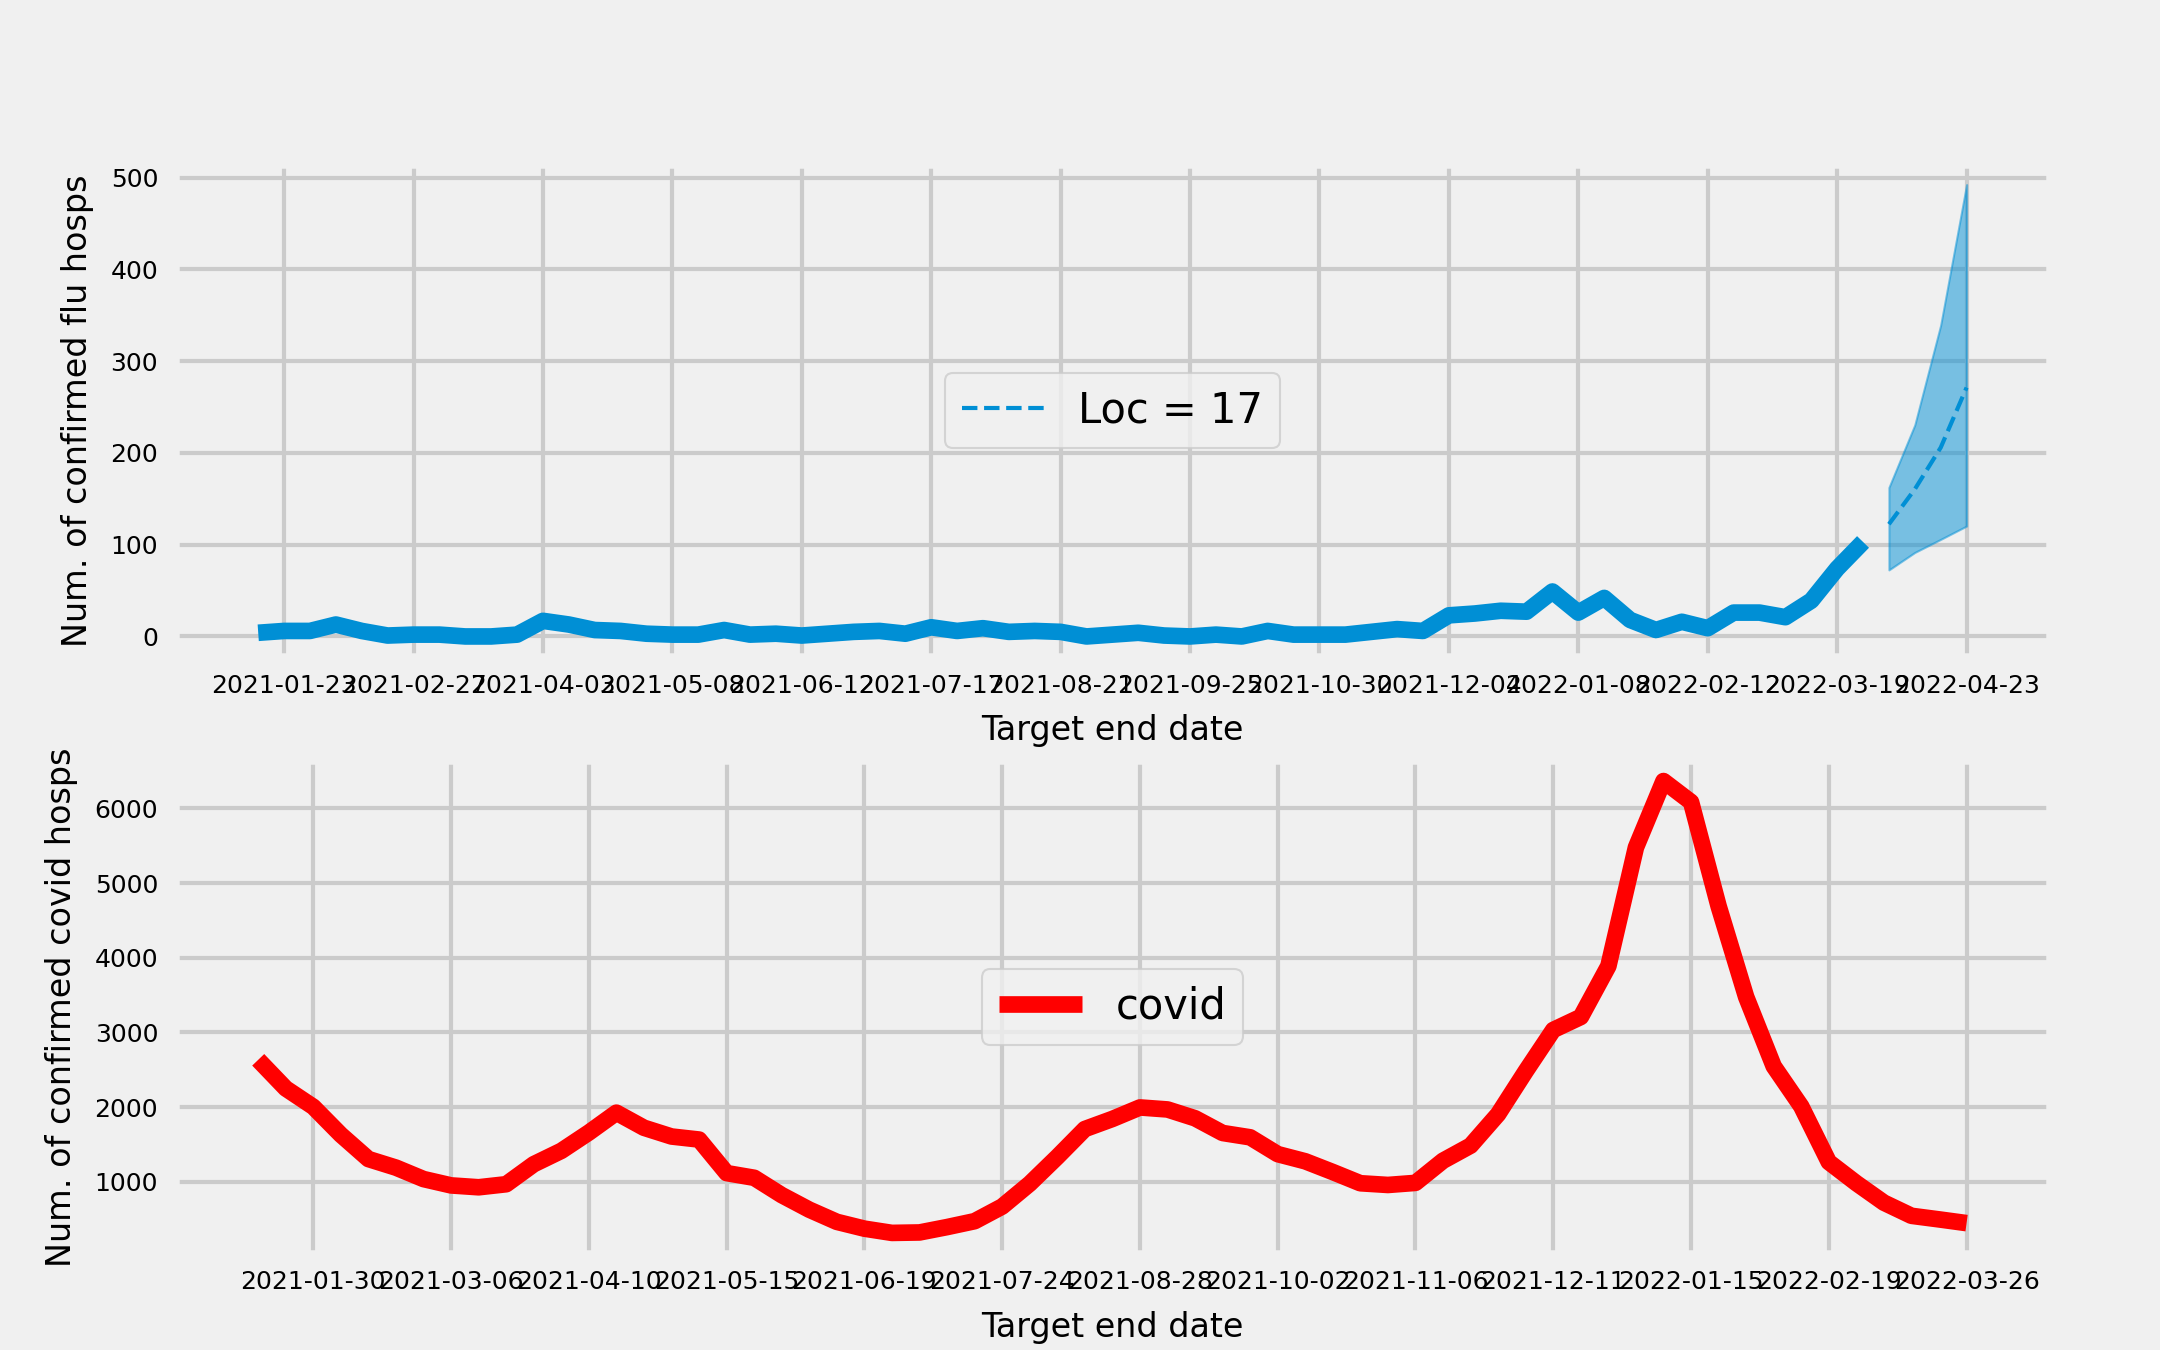 Num. of confirmed flu hosps
500
400
300
200
100
0
Loc = 17
2021-01-23 2021-02-27 2021-04-03 2021-05-08 2021-06-12 2021-07-17 2021-08-21 2021-09-25 2021-10-30 2021-12-04 2022-01-08 2022-02-12 2022-03-19 2022-04-23
Target end date
Num. of confirmed covid hosps
6000
5000
4000
3000
2000
1000
covid
2021-01-30 2021-03-06 2021-04-10 2021-05-15 2021-06-19 2021-07-24 2021-08-28 2021-10-02 2021-11-06 2021-12-11 2022-01-15 2022-02-19 2022-03-26
Target end date